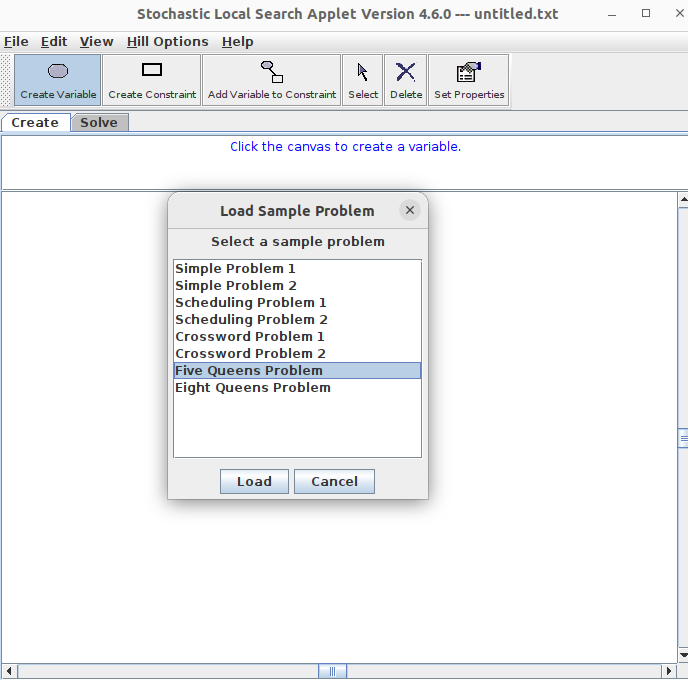 Stochastic Local Search Applet Version 4.6.0 --- untitled.txt
File Edit View Hill Options Help
Create Variable Create Constraint Add Variable to Constraint Select Delete Set Properties
Create Solve
Click the canvas to create a variable.
Load Sample Problem
Select a sample problem
Simple Problem 1
Simple Problem 2
Scheduling Problem 1
Scheduling Problem 2
Crossword Problem 1
Crossword Problem 2
Five Queens Problem
Eight Queens Problem
Load Cancel